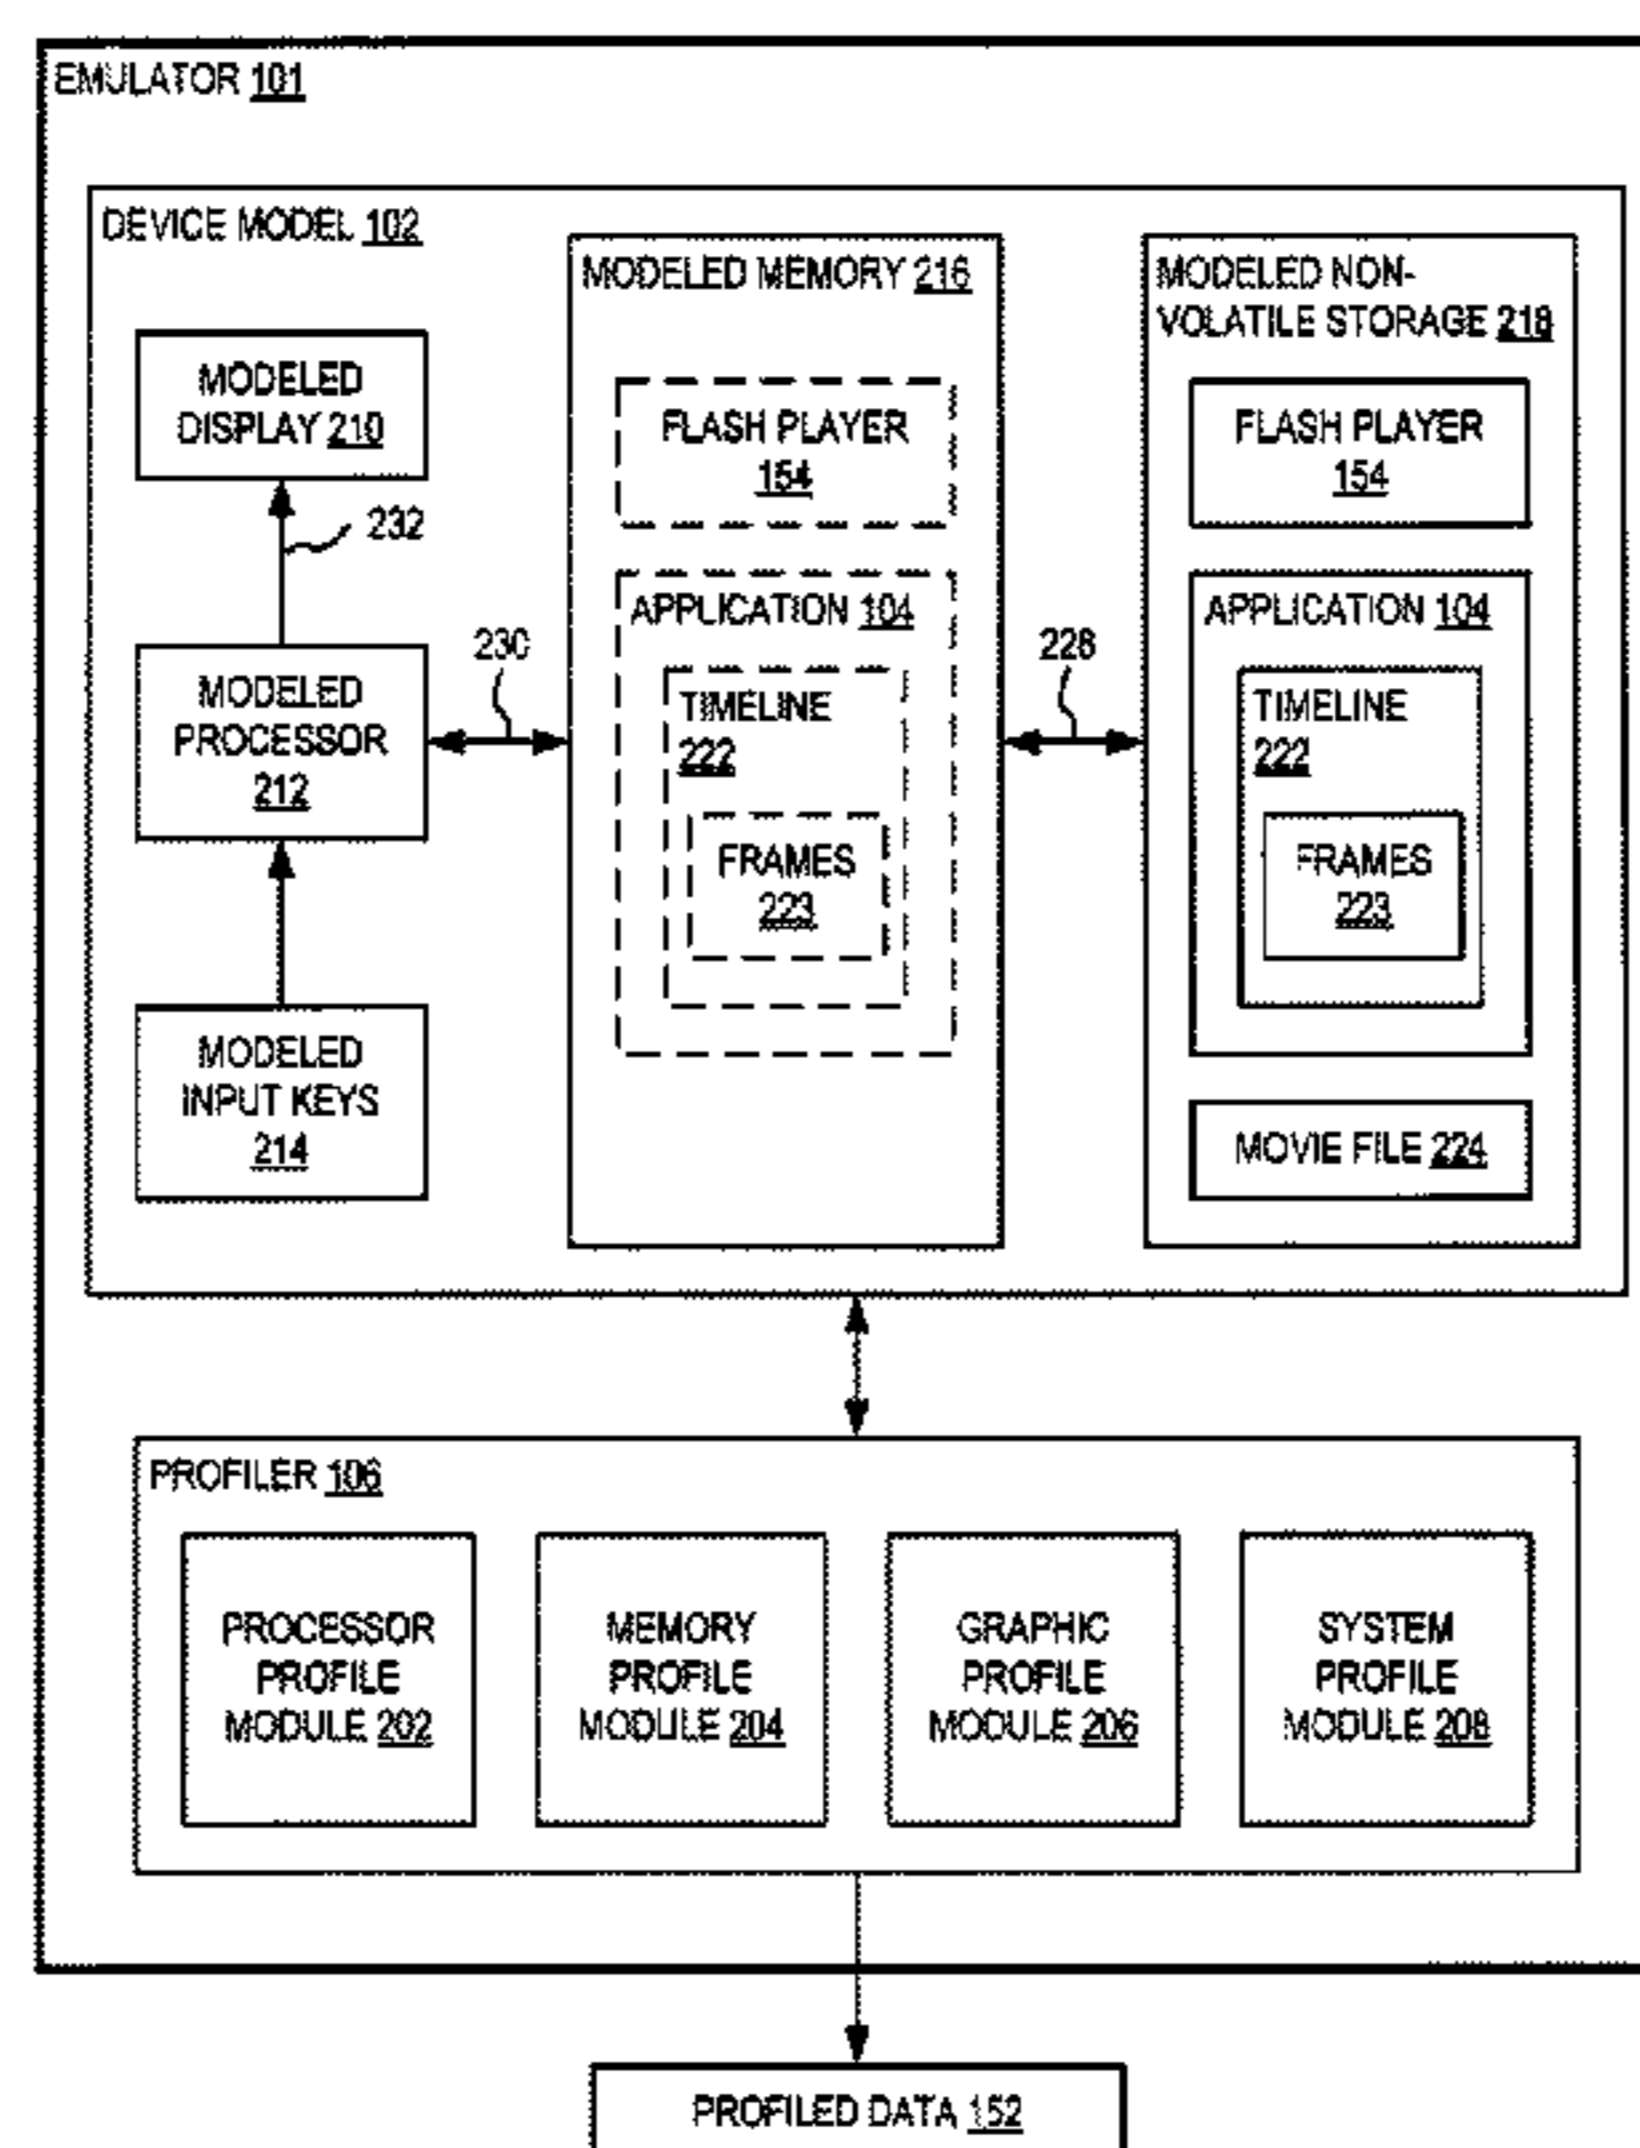 EMULATOR 101
DEVICE MODEL 102
MODELED
DISPLAY 210
232
MODELED
PROCESSOR
212
MODELED
INPUT KEYS
214
230
MODELED MEMORY 216
FLASH PLAYER
154
APPLICATION 104
TIMELINE
222
FRAMES
223
228
MODELED NON-
VOLATILE STORAGE 218
FLASH PLAYER
154
APPLICATION 104
TIMELINE
222
FRAMES
223
MOVIE FILE 224
PROFILER 106
PROCESSOR
PROFILE
MODULE 202
MEMORY
PROFILE
MODULE 204
GRAPHIC
PROFILE
MODULE 206
SYSTEM
PROFILE
MODULE 208
PROFILED DATA 152